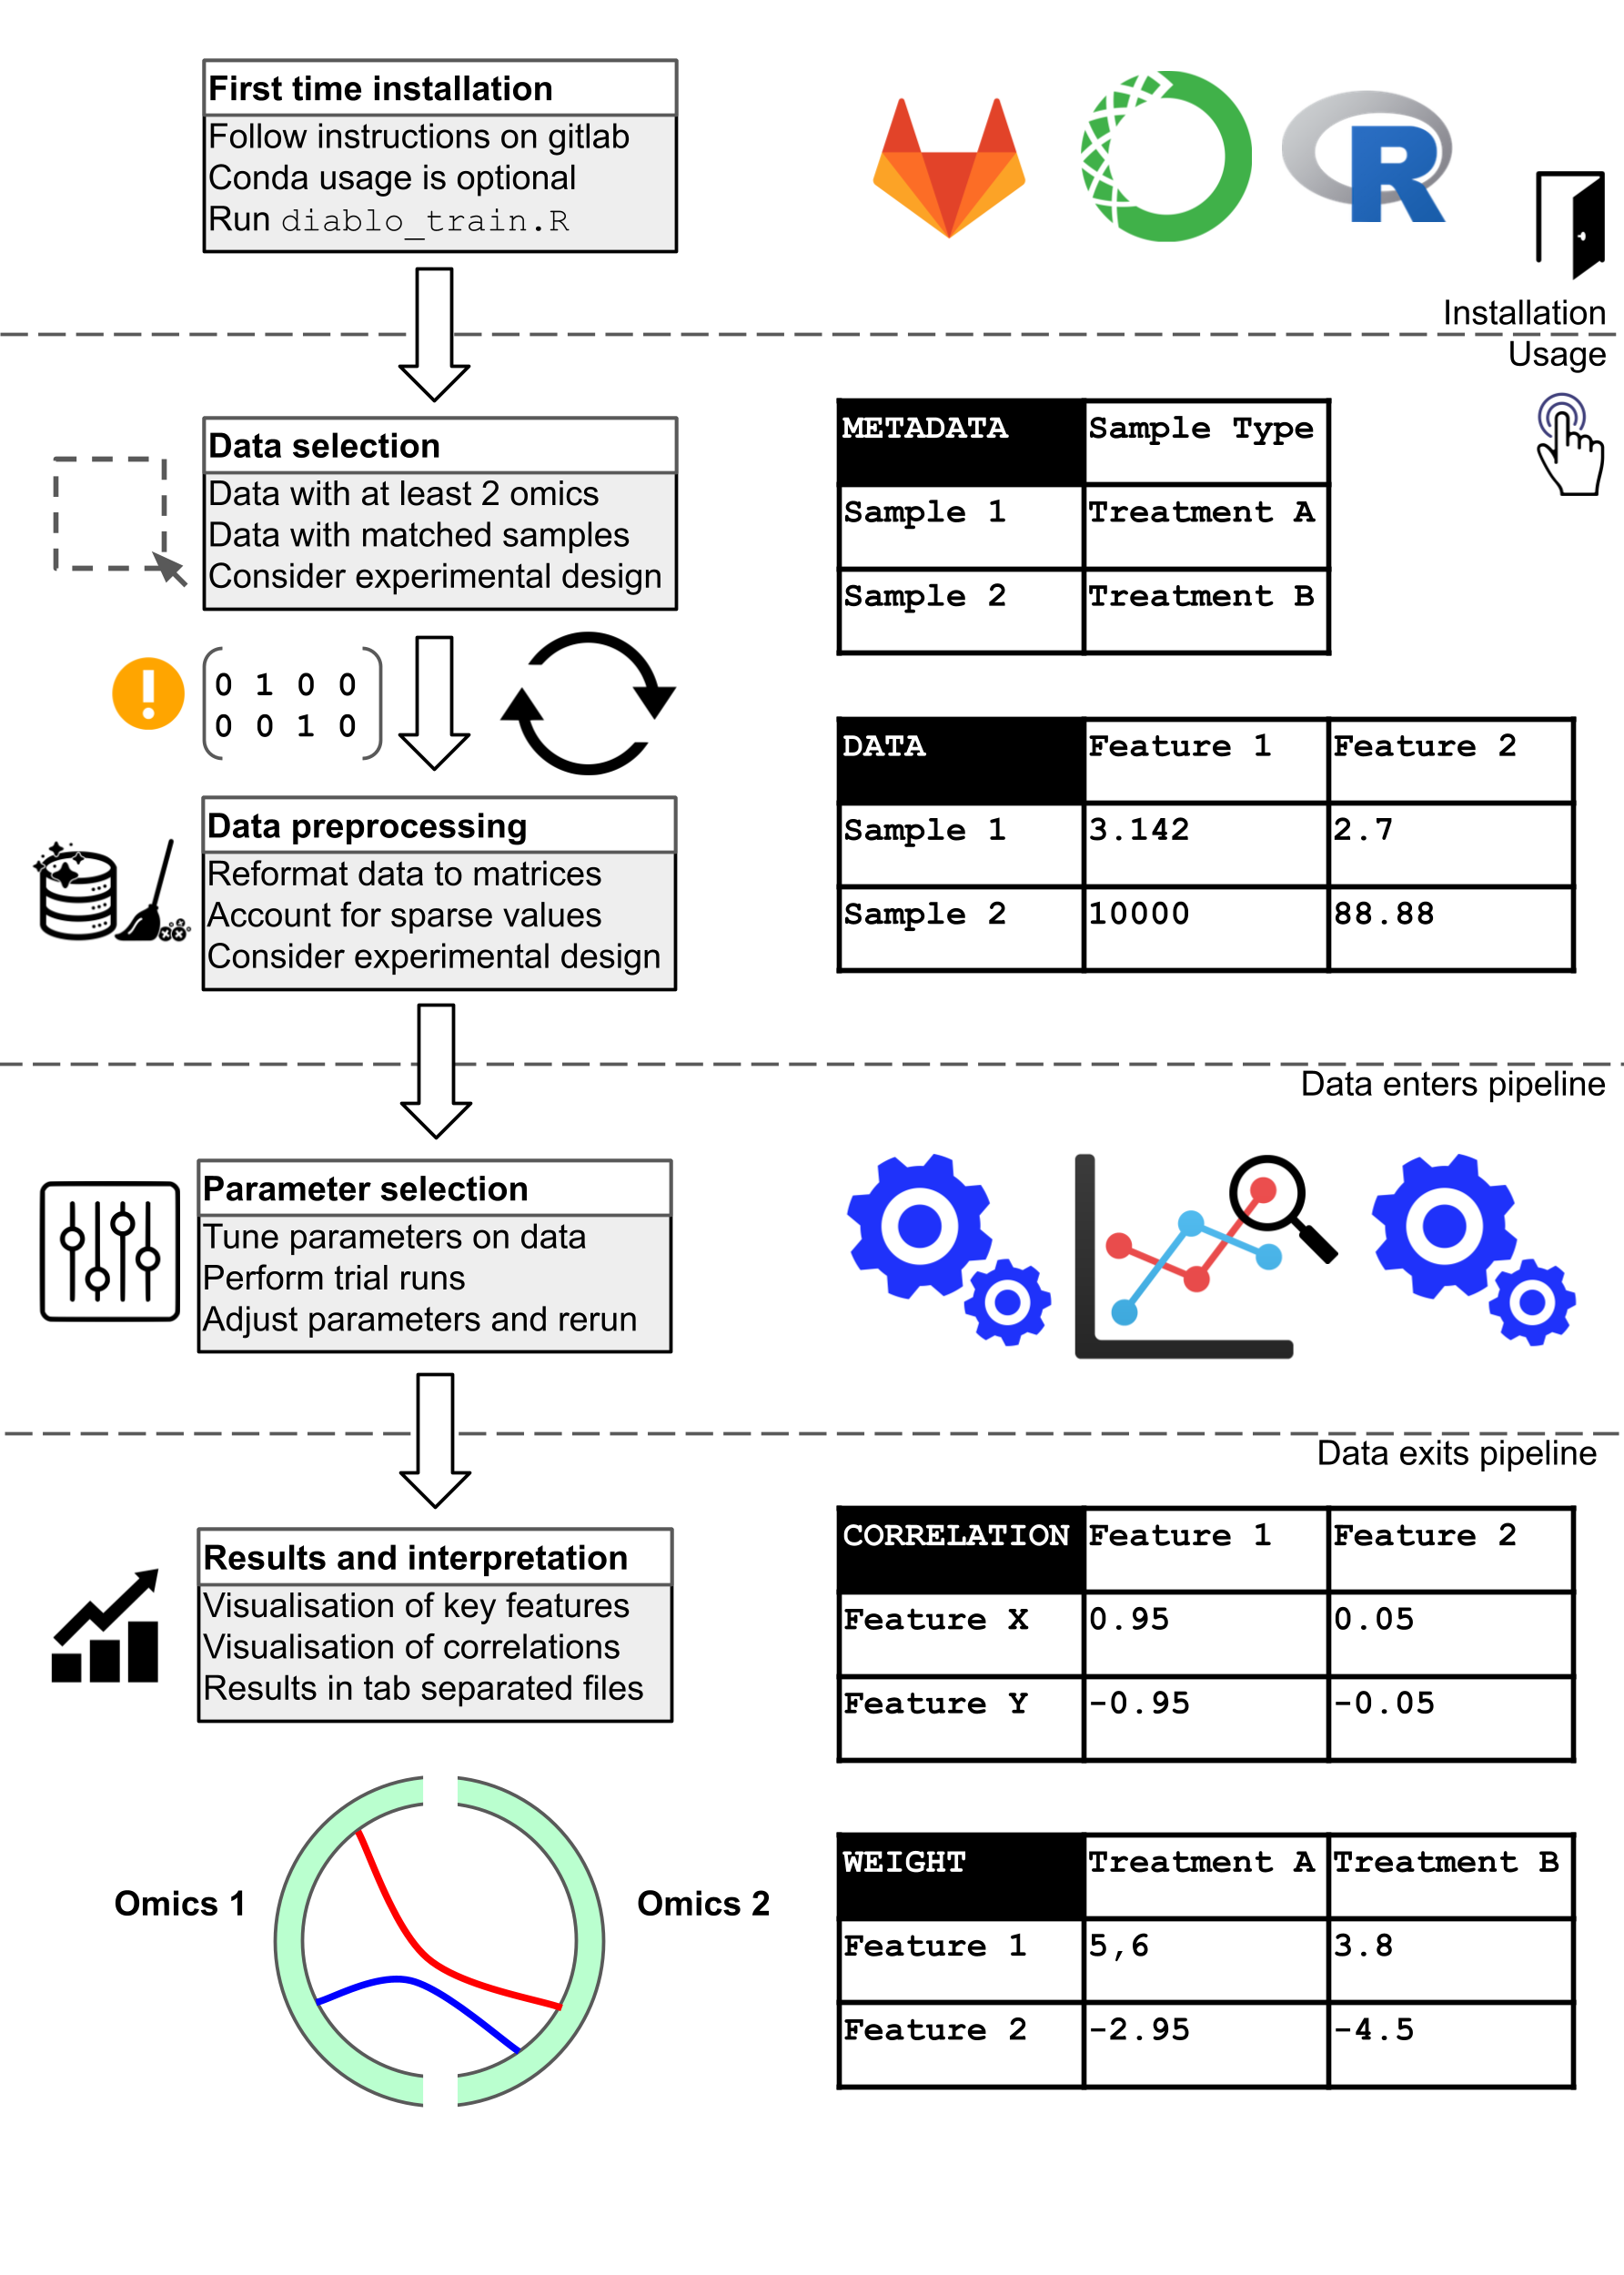 First time installation
Follow instructions on gitlab
Conda usage is optional
Run diablo_train.R
R
Installation
Usage
Data selection
Data with at least 2 omics
Data with matched samples
Consider experimental design
METADATA Sample Type
Sample 1 Treatment A
Sample 2 Treatment B
0 1 0 0
0 0 1 0
DATA Feature 1 Feature 2
Sample 1 3.142 2.7
Sample 2 10000 88.88
Data preprocessing
Reformat data to matrices
Account for sparse values
Consider experimental design
Data enters pipeline
Parameter selection
Tune parameters on data
Perform trial runs
Adjust parameters and rerun
Data exits pipeline
Results and interpretation
Visualisation of key features
Visualisation of correlations
Results in tab separated files
CORRELATION Feature 1 Feature 2
Feature X 0.95 0.05
Feature Y -0.95 -0.05
Omics 1
Omics 2
WEIGHT Treatment A Treatment B
Feature 1 5,6 3.8
Feature 2 -2.95 -4.5